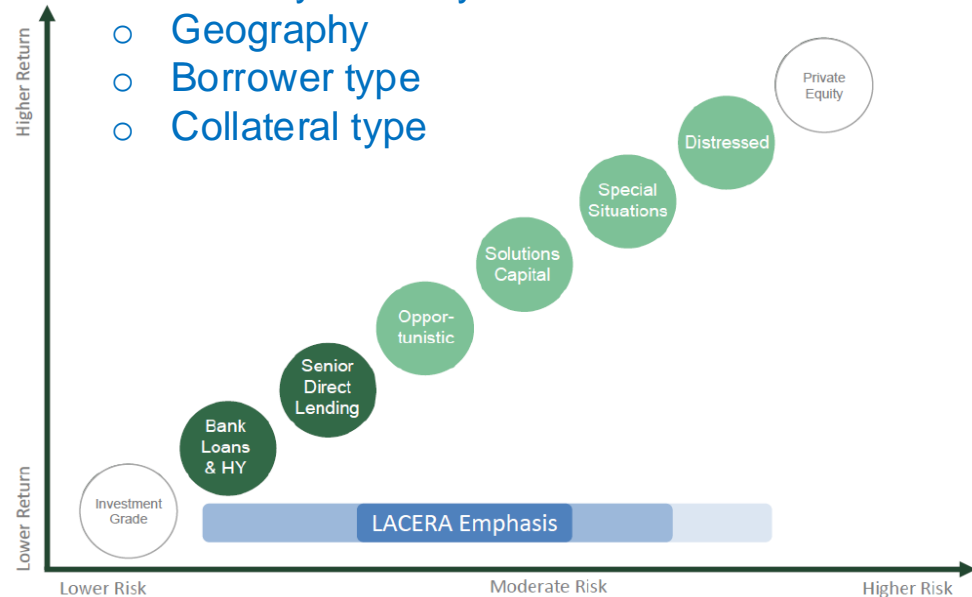 Higher Return
o Geography
o Borrower type
o Collateral type
Private
Equity
Distressed
Special
Situations
Solutions
Capital
Oppor-
tunistic
Senior
Direct
Lending
Bank
Loans
& HY
Investment
Grade
Lower Return
LACERA Emphasis
Lower Risk
Moderate Risk
Higher Risk